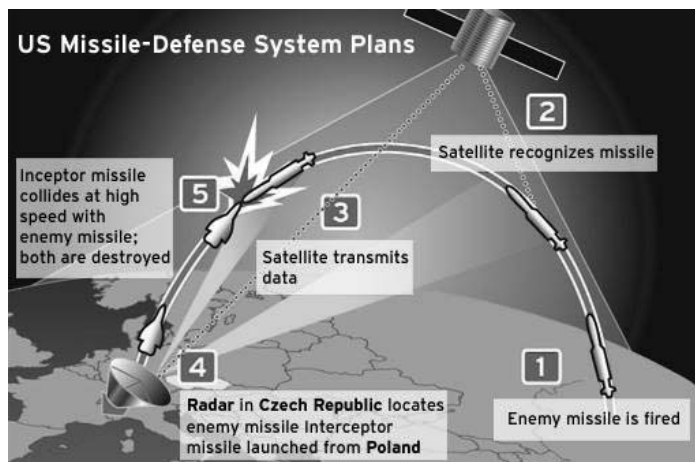 US Missile-Defense System Plans
2
Satellite recognizes missile
Inceptor missile
collides at high
speed with
enemy missile;
both are destroyed
5
3
Satellite transmits
data
4
Radar in Czech Republic locates
enemy missile Interceptor
missile launched from Poland
1
Enemy missile is fired